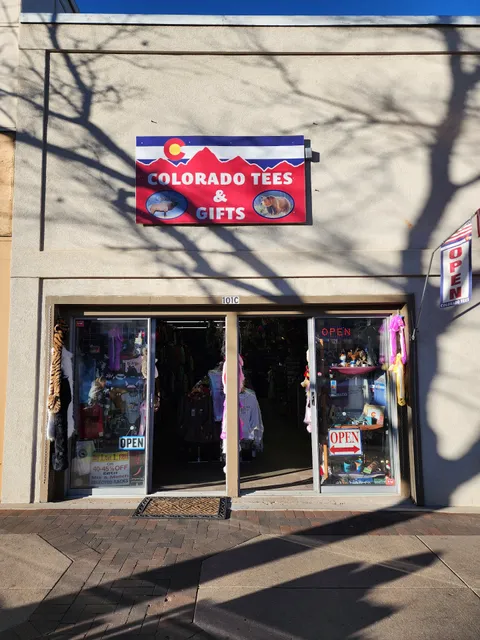 COLORADO TEES
&
GIFTS
OPEN
101C
OPEN
OPEN
OPEN